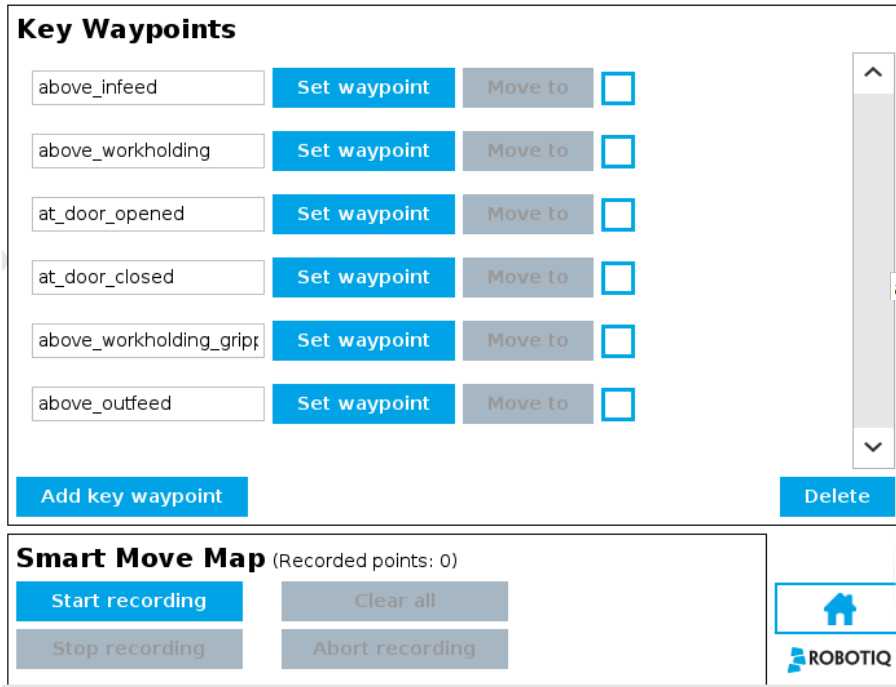 Key Waypoints
above_infeed Set waypoint Move to
above_workholding Set waypoint Move to
at_door_opened Set waypoint Move to
at_door_closed Set waypoint Move to
above_workholding_gripp Set waypoint Move to
above_outfeed Set waypoint Move to
Add key waypoint Delete
Smart Move Map (Recorded points: 0)
Start recording Clear all
Stop recording Abort recording
ROBOTIQ